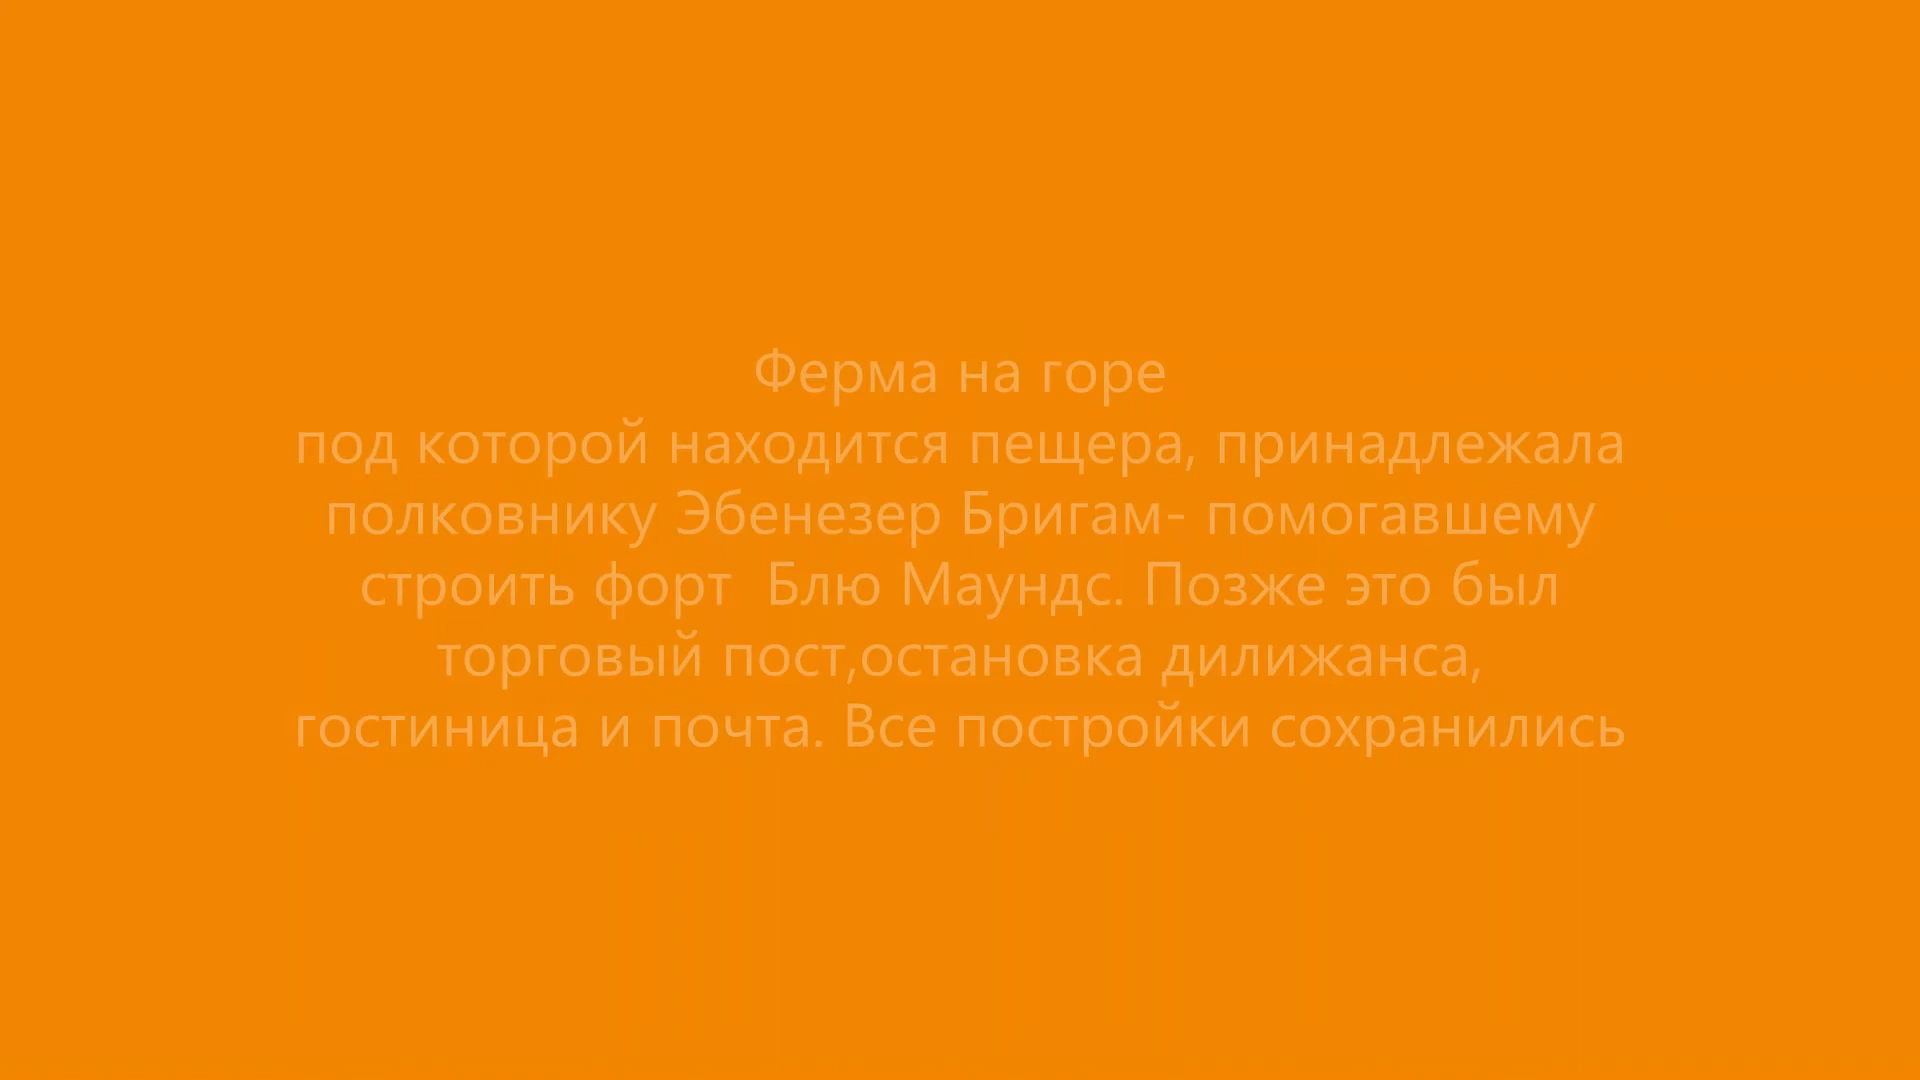 Ферма на горе
под которой находится пещера, принадлежала
полковнику Эбенезер Бригам- помогавшему
строить форт  Блю Маундс. Позже это был
торговый пост,остановка дилижанса,
гостиница и почта. Все постройки сохранились